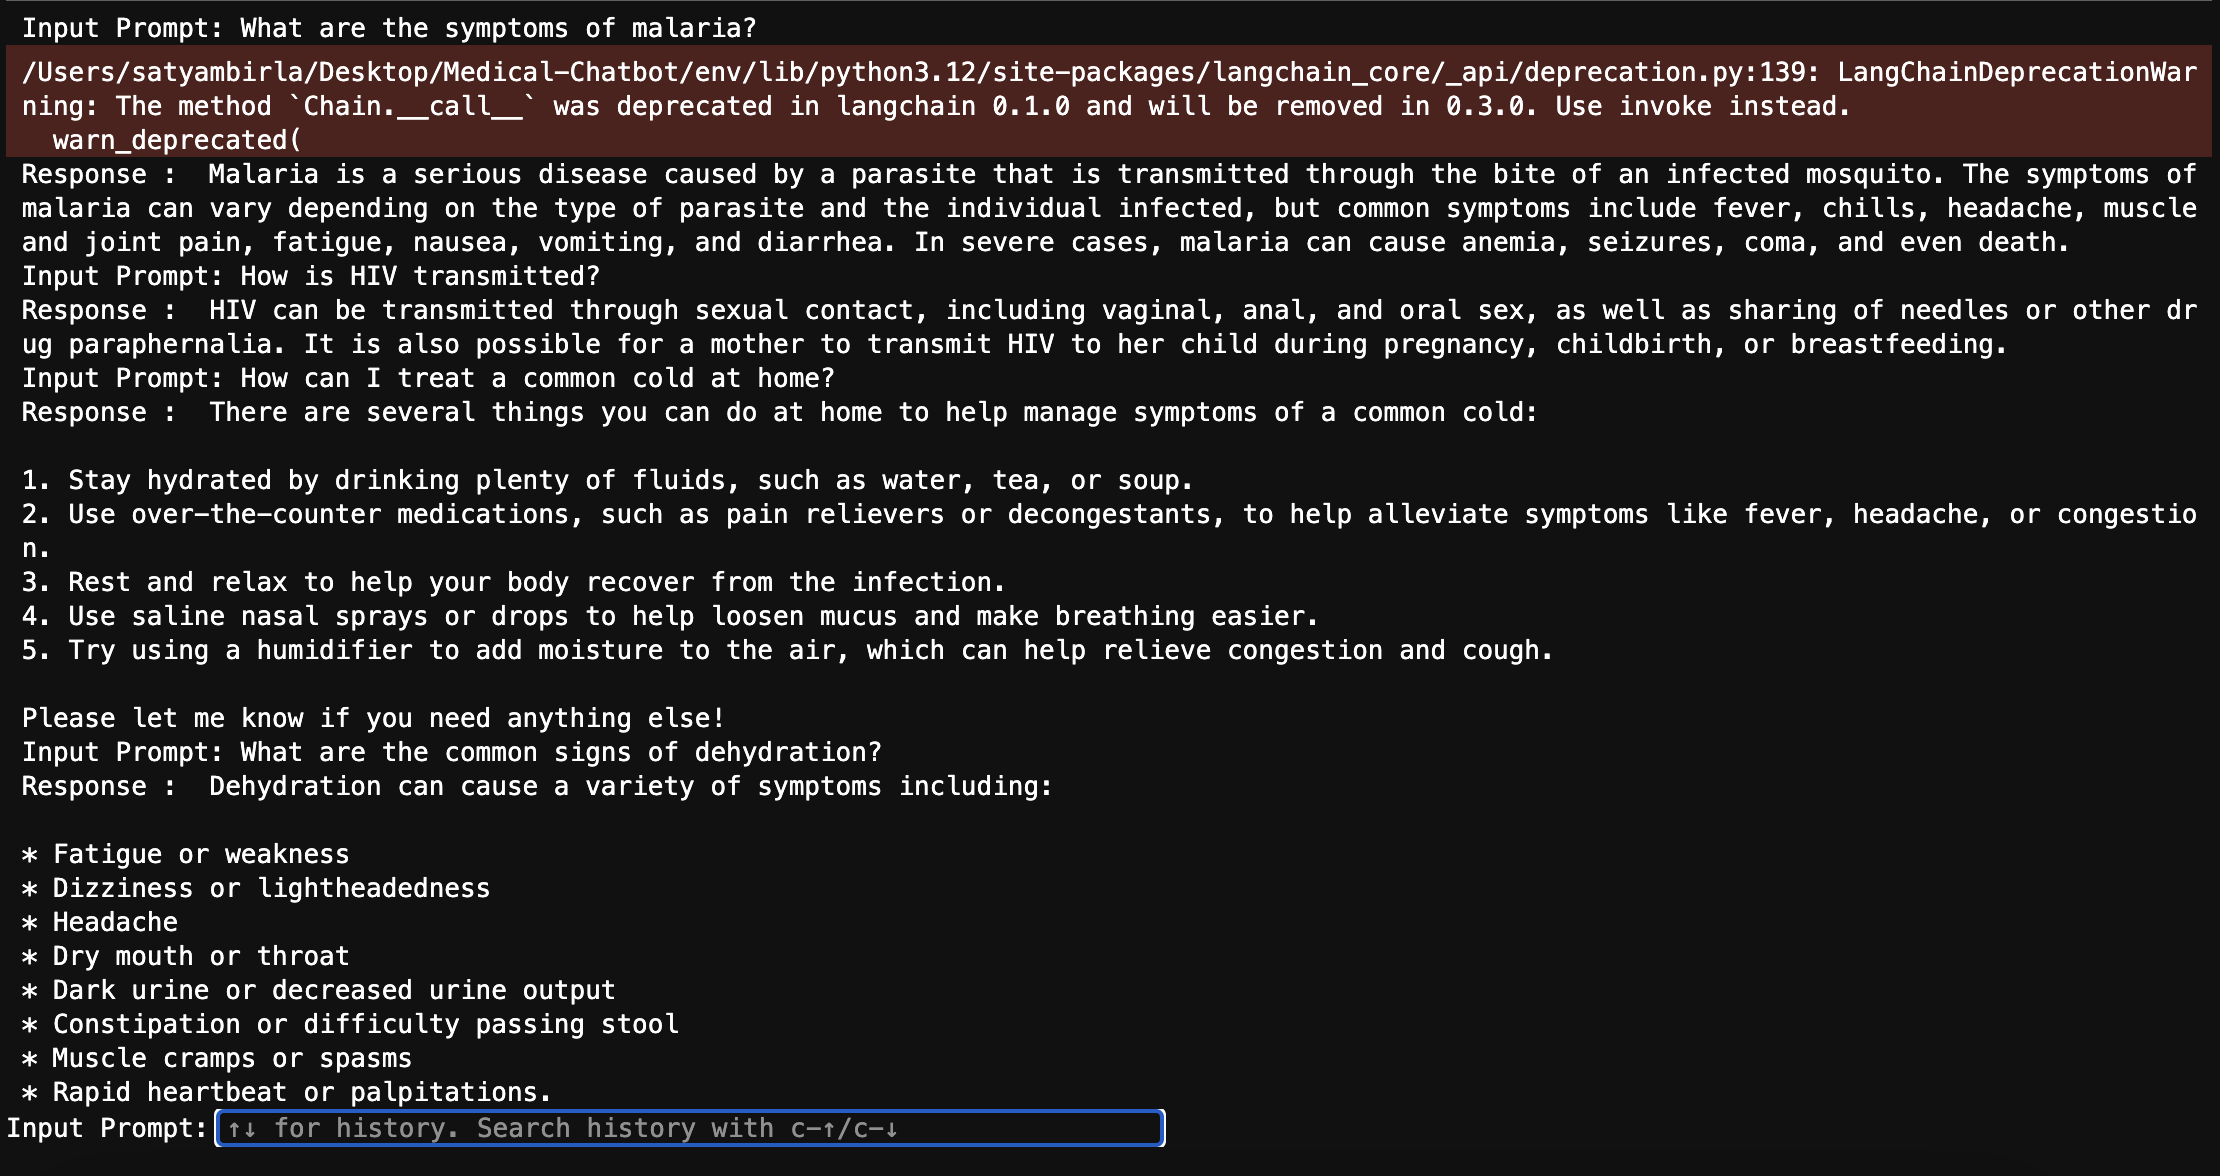 Input Prompt: What are the symptoms of malaria?
/Users/satyambirla/Desktop/Medical-Chatbot/env/lib/python3.12/site-packages/langchain_core/_api/deprecation.py:139: LangChainDeprecationWar
ning: The method `Chain.__call__` was deprecated in langchain 0.1.0 and will be removed in 0.3.0. Use invoke instead.
  warn_deprecated(
Response :  Malaria is a serious disease caused by a parasite that is transmitted through the bite of an infected mosquito. The symptoms of
malaria can vary depending on the type of parasite and the individual infected, but common symptoms include fever, chills, headache, muscle
and joint pain, fatigue, nausea, vomiting, and diarrhea. In severe cases, malaria can cause anemia, seizures, coma, and even death.
Input Prompt: How is HIV transmitted?
Response :  HIV can be transmitted through sexual contact, including vaginal, anal, and oral sex, as well as sharing of needles or other dr
ug paraphernalia. It is also possible for a mother to transmit HIV to her child during pregnancy, childbirth, or breastfeeding.
Input Prompt: How can I treat a common cold at home?
Response :  There are several things you can do at home to help manage symptoms of a common cold:

1. Stay hydrated by drinking plenty of fluids, such as water, tea, or soup.
2. Use over-the-counter medications, such as pain relievers or decongestants, to help alleviate symptoms like fever, headache, or congestio
n.
3. Rest and relax to help your body recover from the infection.
4. Use saline nasal sprays or drops to help loosen mucus and make breathing easier.
5. Try using a humidifier to add moisture to the air, which can help relieve congestion and cough.

Please let me know if you need anything else!
Input Prompt: What are the common signs of dehydration?
Response :  Dehydration can cause a variety of symptoms including:

* Fatigue or weakness
* Dizziness or lightheadedness
* Headache
* Dry mouth or throat
* Dark urine or decreased urine output
* Constipation or difficulty passing stool
* Muscle cramps or spasms
* Rapid heartbeat or palpitations.
Input Prompt: ↑↓ for history. Search history with c-↑/c-↓